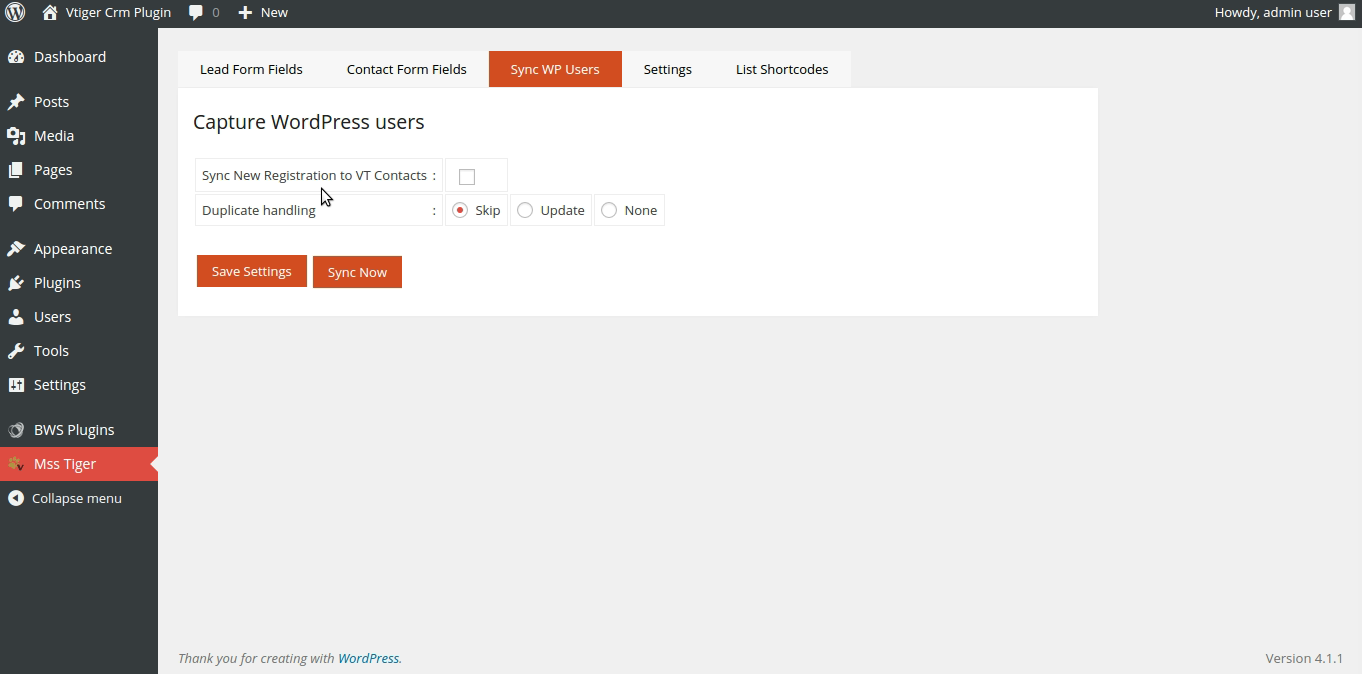 Vtiger Crm Plugin 0 New Howdy, admin user
Dashboard
Posts
Media
Pages
Comments
Appearance
Plugins
Users
Tools
Settings
BWS Plugins
Mss Tiger
Collapse menu
Lead Form Fields Contact Form Fields Sync WP Users Settings List Shortcodes
Capture WordPress users
Sync New Registration to VT Contacts :
Duplicate handling : Skip Update None
Save Settings Sync Now
Thank you for creating with WordPress. Version 4.1.1